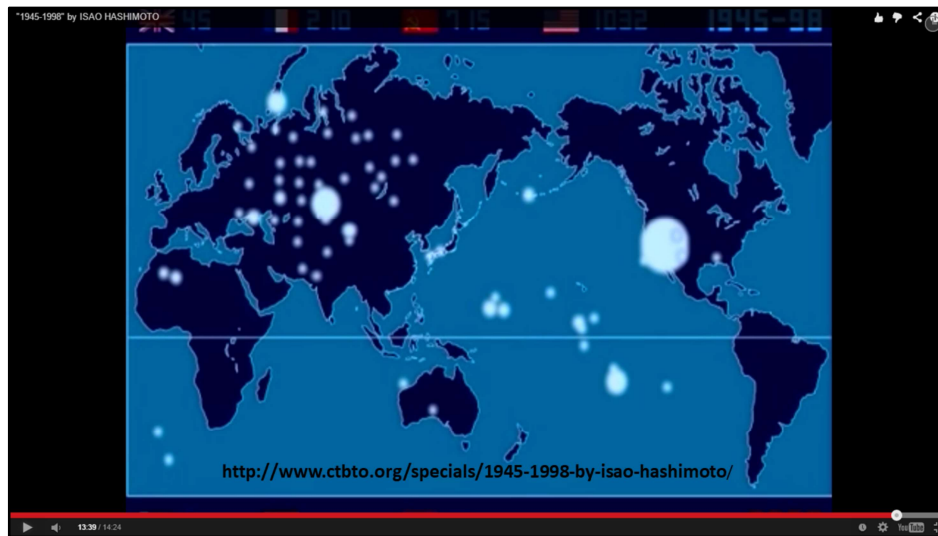 "1945-1998" by ISAO HASHIMOTO
45 210 715 1032 1945-98
http://www.ctbto.org/specials/1945-1998-by-isao-hashimoto/
13:39 / 14:24
YouTube